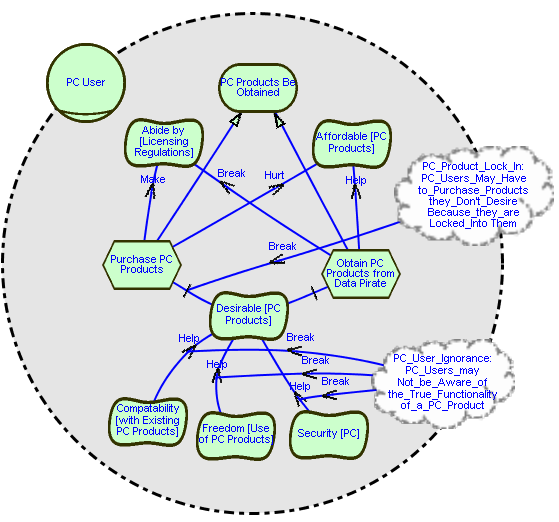 PC User
PC Products Be
Obtained
Abide by
[Licensing
Regulations]
Affordable [PC
Products]
PC_Product_Lock_In:
PC_Users_May_Have
to_Purchase_Products
they_Don't_Desire
Because_they_are
Locked_Into Them
Make
Break
Hurt
Help
Break
Purchase PC
Products
Obtain PC
Products from
Data Pirate
Desirable [PC
Products]
Help
Break
Help
Break
Help
Break
PC_User_Ignorance:
PC_Users_may
Not_be_Aware_of
the_True_Functionality
of_a_PC_Product
Compatability
[with Existing
PC Products]
Freedom [Use
of PC Products]
Security [PC]